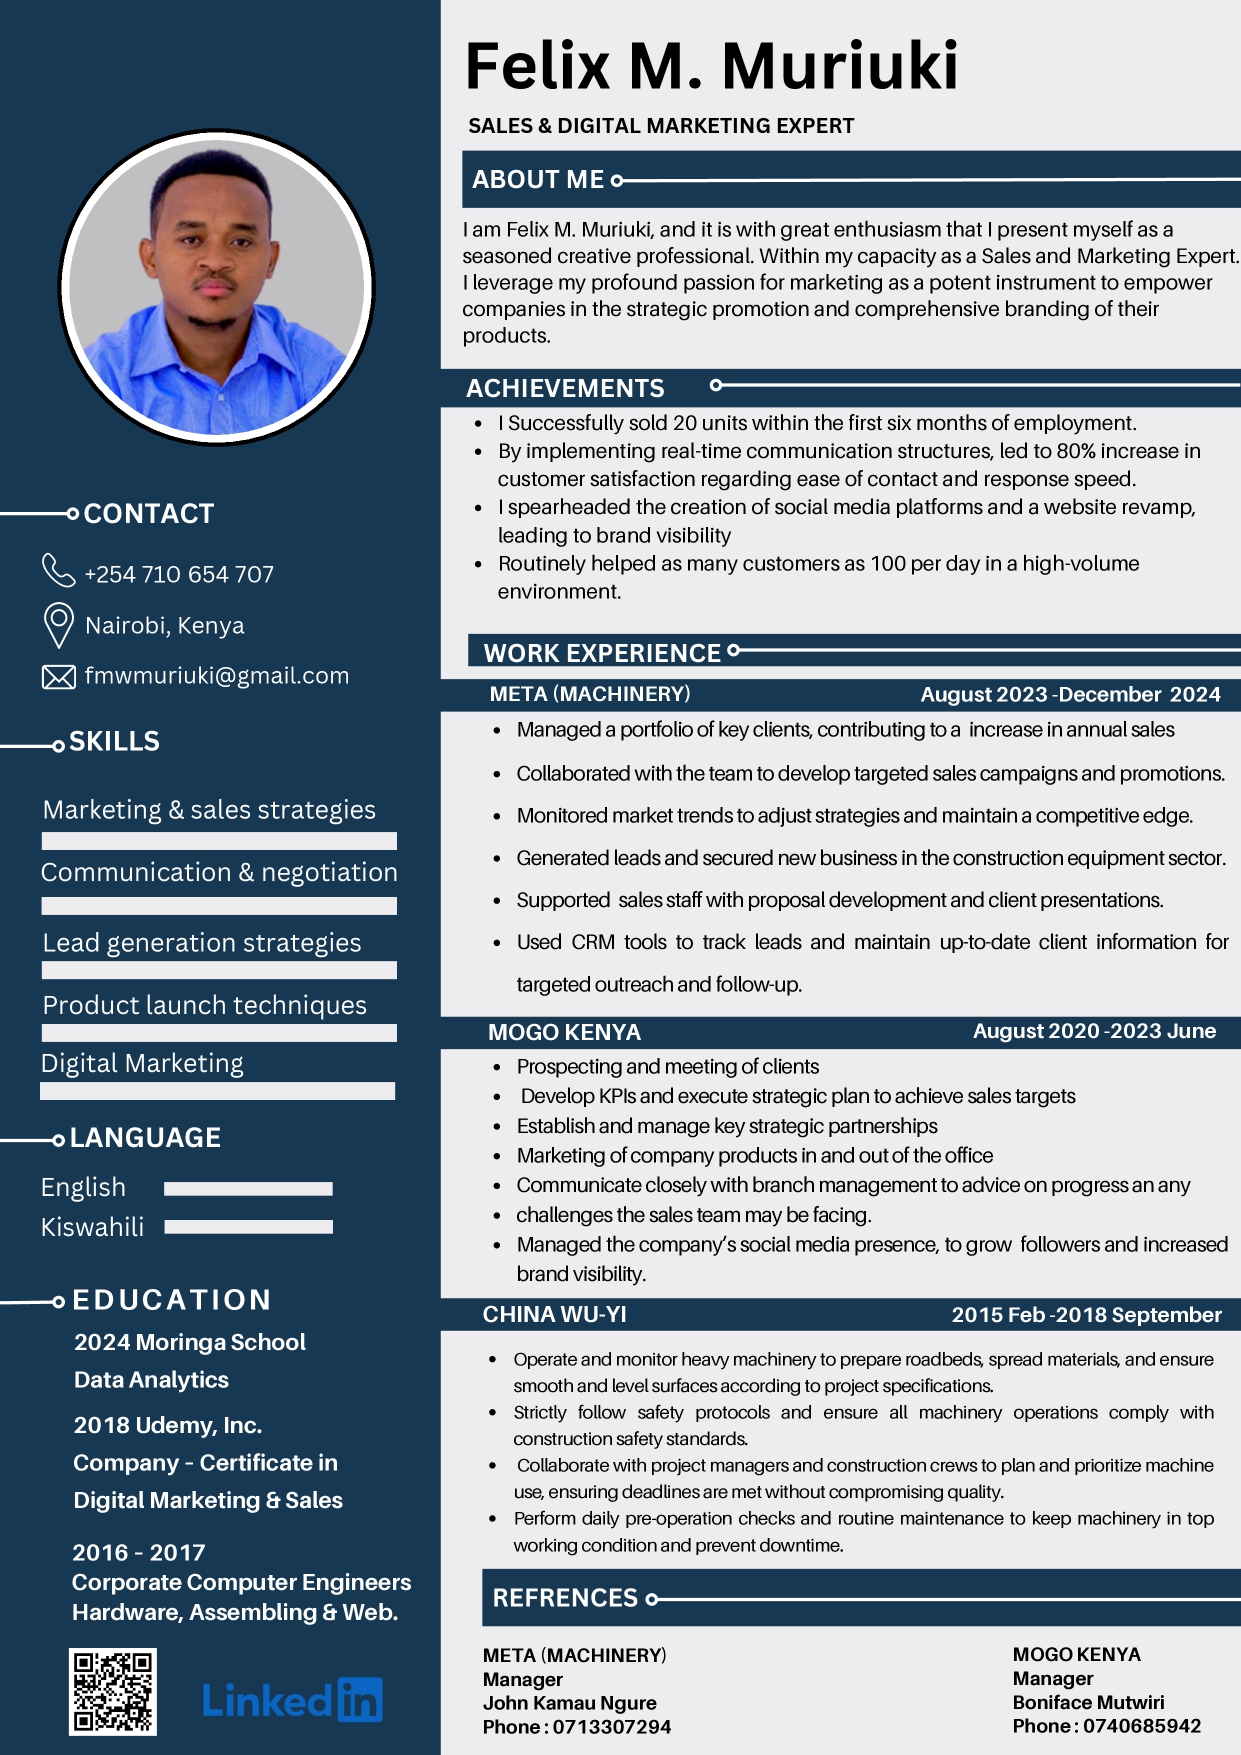 Felix M. Muriuki
SALES & DIGITAL MARKETING EXPERT
ABOUT ME
I am Felix M. Muriuki, and it is with great enthusiasm that I present myself as a
seasoned creative professional. Within my capacity as a Sales and Marketing Expert.
I leverage my profound passion for marketing as a potent instrument to empower
companies in the strategic promotion and comprehensive branding of their
products.
ACHIEVEMENTS
• I Successfully sold 20 units within the first six months of employment.
• By implementing real-time communication structures, led to 80% increase in
customer satisfaction regarding ease of contact and response speed.
• I spearheaded the creation of social media platforms and a website revamp,
leading to brand visibility
• Routinely helped as many customers as 100 per day in a high-volume
environment.
WORK EXPERIENCE
META (MACHINERY) August 2023 -December 2024
• Managed a portfolio of key clients, contributing to a increase in annual sales
• Collaborated with the team to develop targeted sales campaigns and promotions.
• Monitored market trends to adjust strategies and maintain a competitive edge.
• Generated leads and secured new business in the construction equipment sector.
• Supported sales staff with proposal development and client presentations.
• Used CRM tools to track leads and maintain up-to-date client information for
targeted outreach and follow-up.
MOGO KENYA August 2020 -2023 June
• Prospecting and meeting of clients
• Develop KPIs and execute strategic plan to achieve sales targets
• Establish and manage key strategic partnerships
• Marketing of company products in and out of the office
• Communicate closely with branch management to advice on progress an any
• challenges the sales team may be facing.
• Managed the company's social media presence, to grow followers and increased
brand visibility.
CHINA WU-YI 2015 Feb -2018 September
• Operate and monitor heavy machinery to prepare roadbeds, spread materials, and ensure
smooth and level surfaces according to project specifications.
• Strictly follow safety protocols and ensure all machinery operations comply with
construction safety standards.
• Collaborate with project managers and construction crews to plan and prioritize machine
use, ensuring deadlines are met without compromising quality.
• Perform daily pre-operation checks and routine maintenance to keep machinery in top
working condition and prevent downtime.
REFRENCES
META (MACHINERY)
Manager
John Kamau Ngure
Phone : 0713307294
MOGO KENYA
Manager
Boniface Mutwiri
Phone : 0740685942
CONTACT
+254 710 654 707
Nairobi, Kenya
fmwmuriuki@gmail.com
SKILLS
Marketing & sales strategies
Communication & negotiation
Lead generation strategies
Product launch techniques
Digital Marketing
LANGUAGE
English
Kiswahili
EDUCATION
2024 Moringa School
Data Analytics
2018 Udemy, Inc.
Company – Certificate in
Digital Marketing & Sales
2016 – 2017
Corporate Computer Engineers
Hardware, Assembling & Web.
Linked in